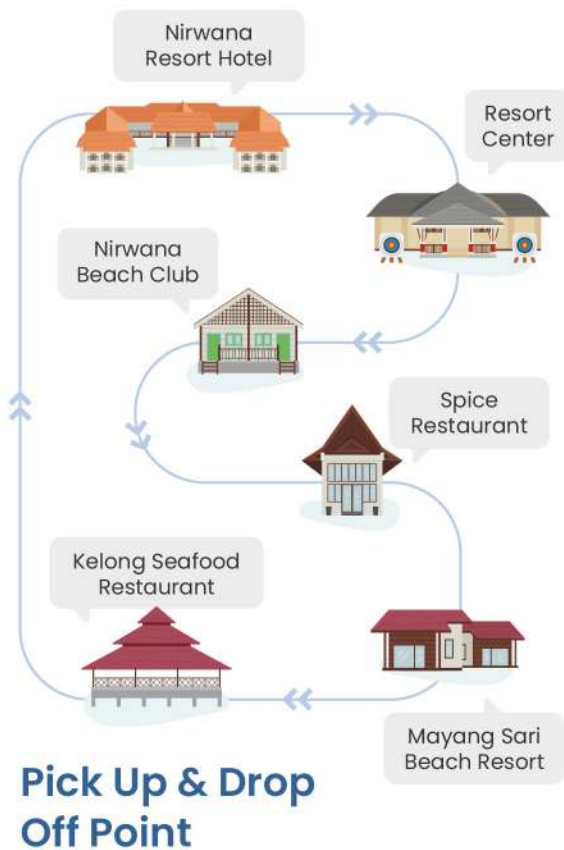 Nirwana
Resort Hotel
Resort
Center
Nirwana
Beach Club
Spice
Restaurant
Kelong Seafood
Restaurant
Mayang Sari
Beach Resort
Pick Up & Drop
Off Point